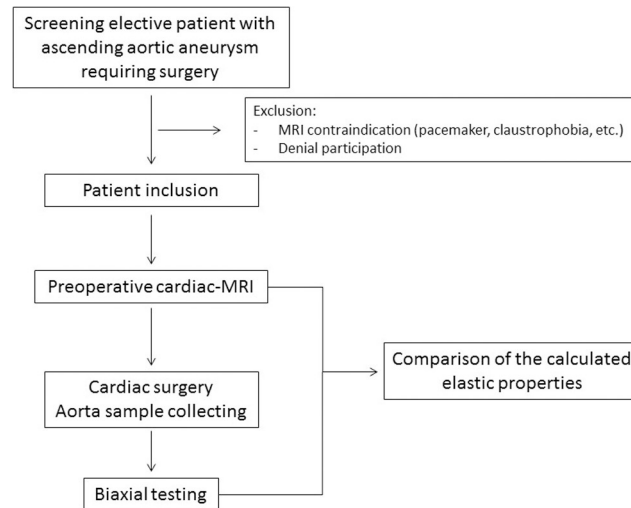 Screening elective patient with
ascending aortic aneurysm
requiring surgery
Exclusion:
- MRI contraindication (pacemaker, claustrophobia, etc.)
- Denial participation
Patient inclusion
Preoperative cardiac-MRI
Comparison of the calculated
elastic properties
Cardiac surgery
Aorta sample collecting
Biaxial testing